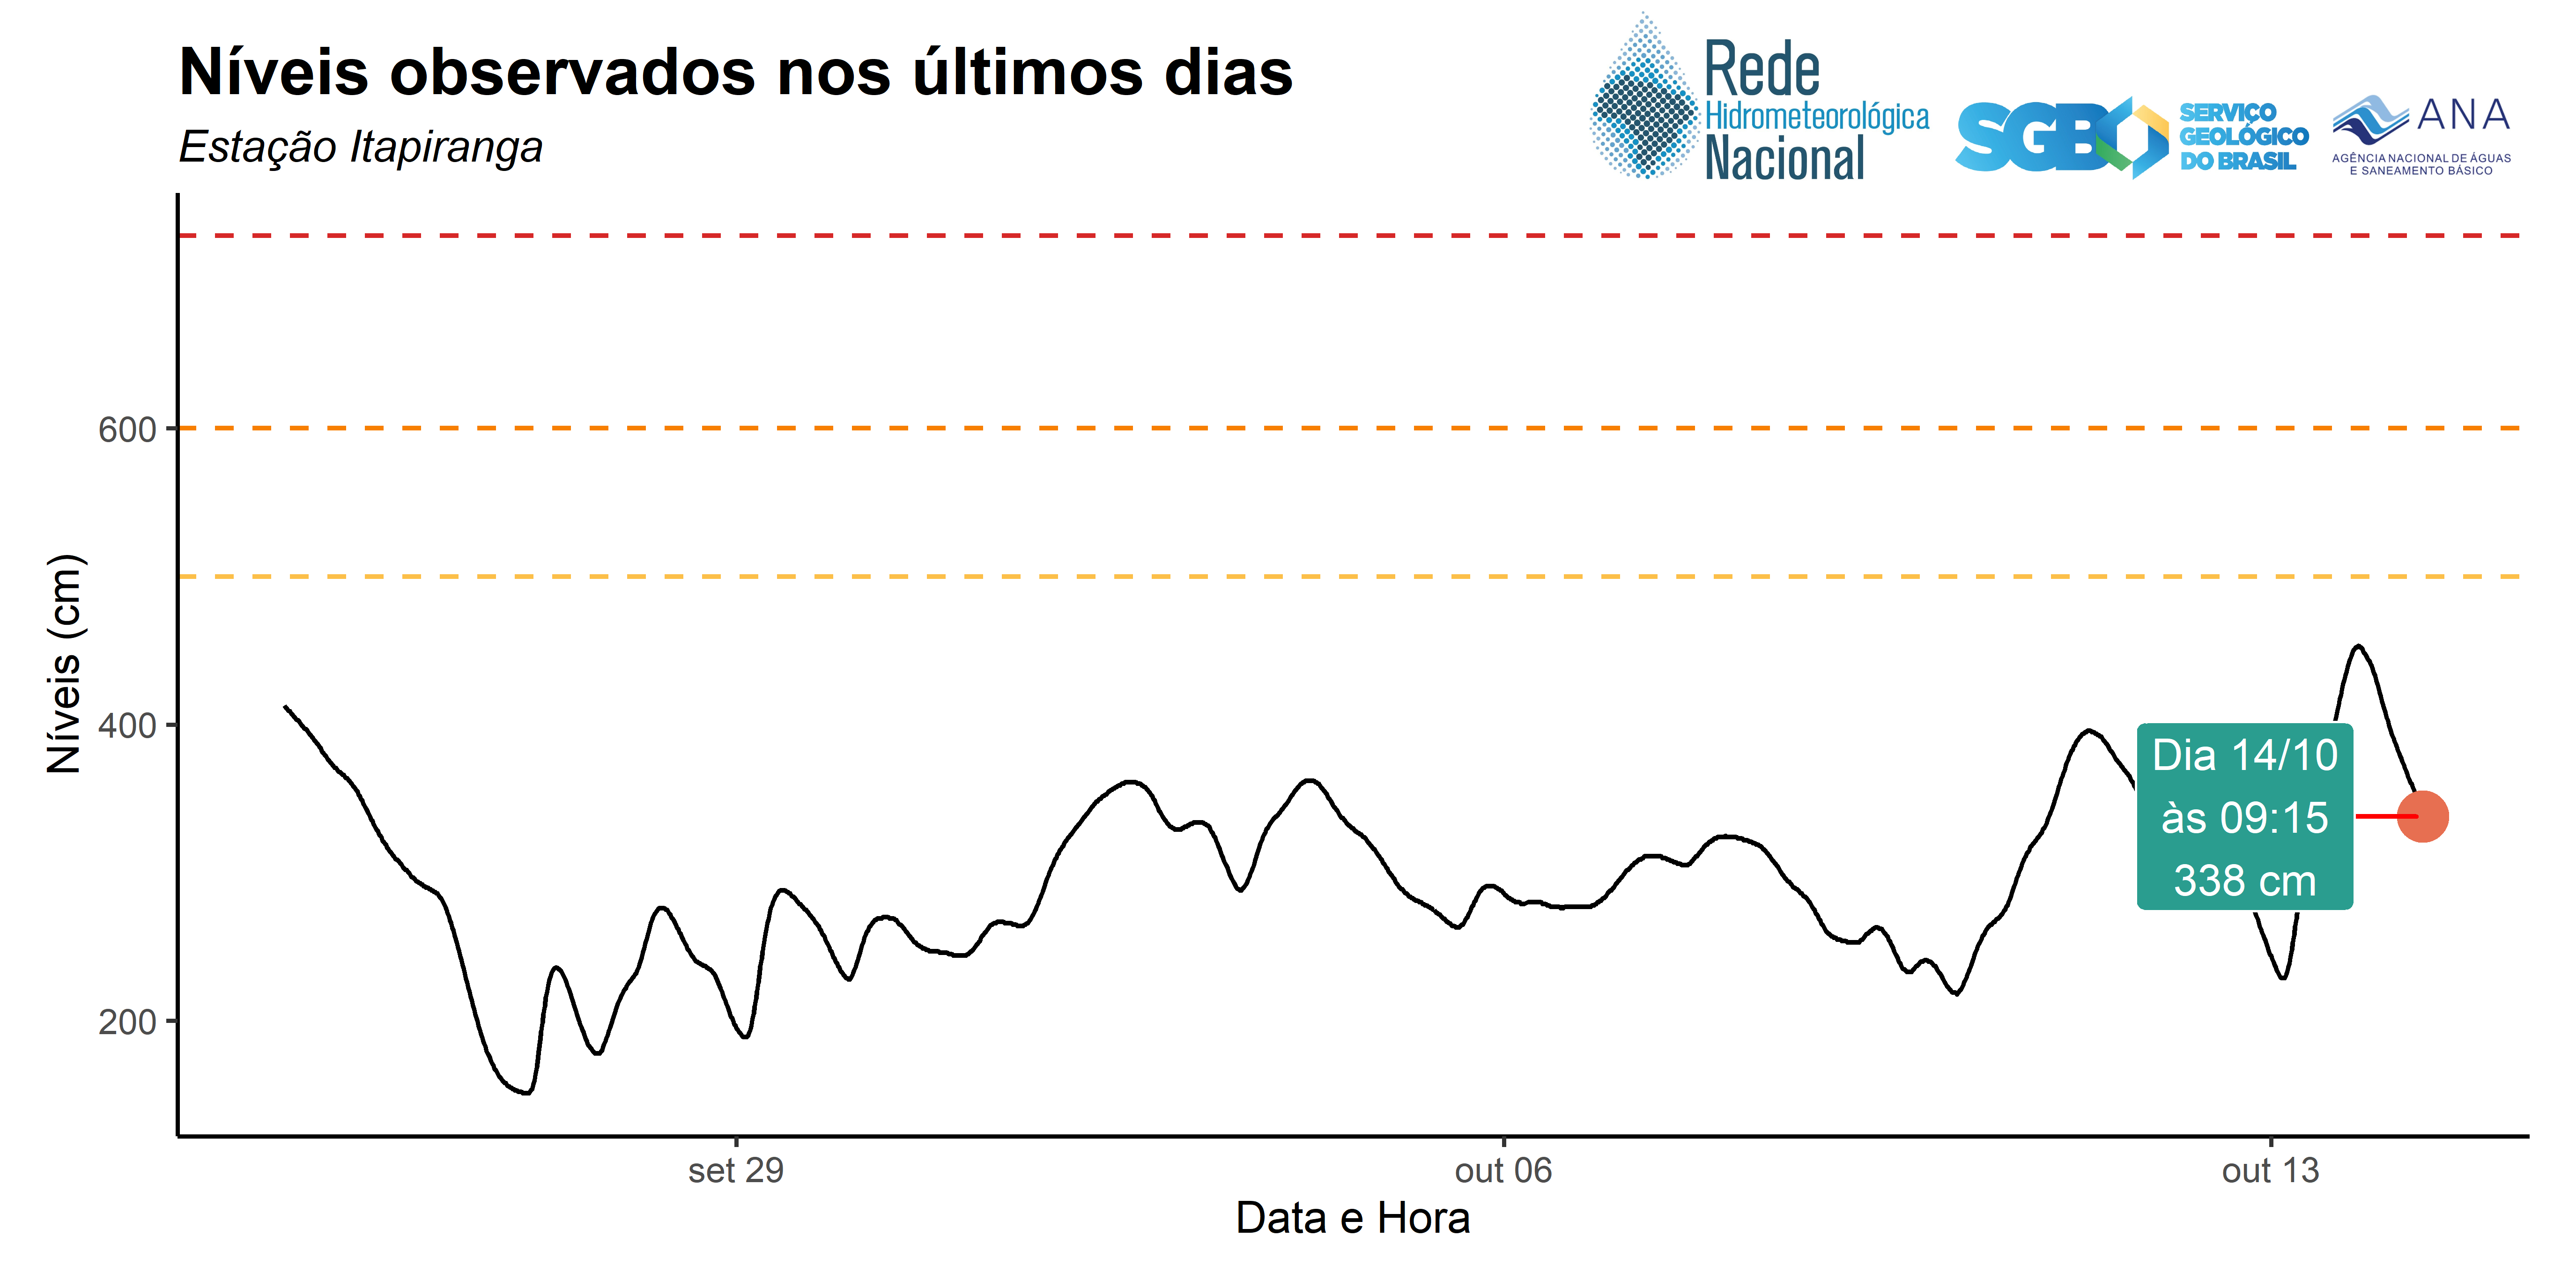 Níveis observados nos últimos dias
Estação Itapiranga
Rede
Hidrometeorológica
Nacional
SGB
SERVIÇO
GEOLÓGICO
DO BRASIL
ANA
AGÊNCIA NACIONAL DE ÁGUAS
E SANEAMENTO BÁSICO
Níveis (cm)
600
400
200
Dia 14/10
às 09:15
338 cm
set 29
out 06
out 13
Data e Hora